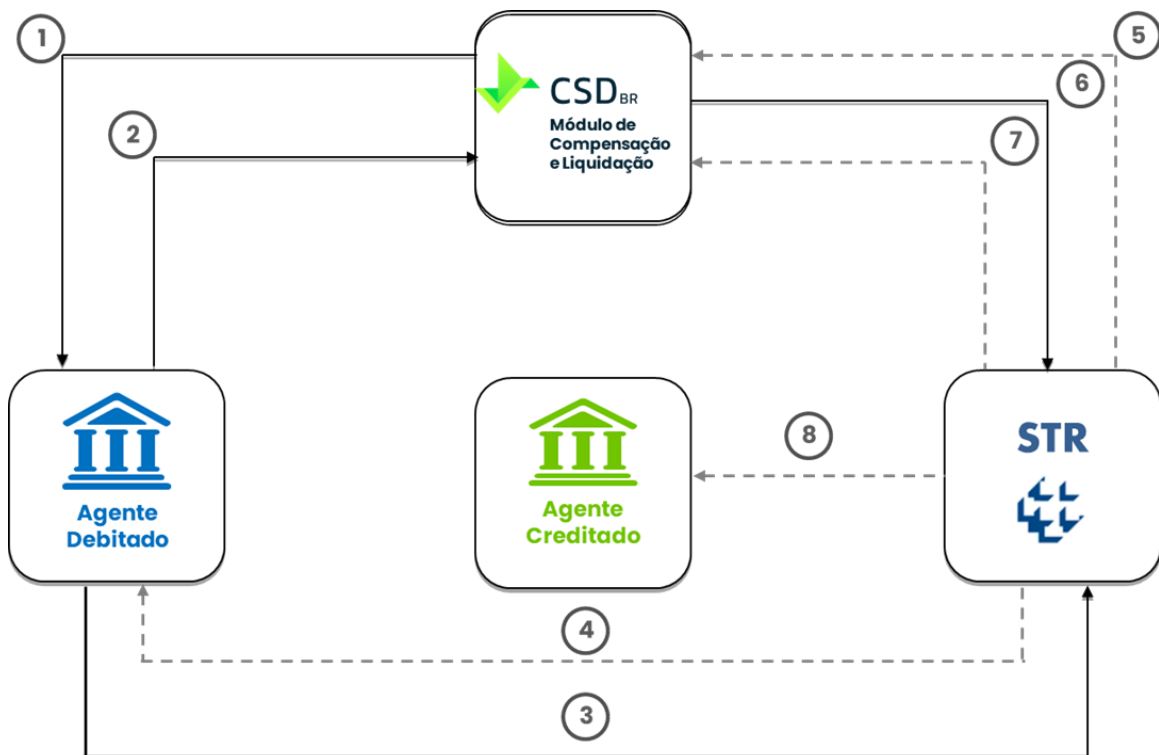 1
5
6
CSD BR
2
7
Módulo de
Compensação
e Liquidação
STR
8
Agente
Debitado
Agente
Creditado
4
3